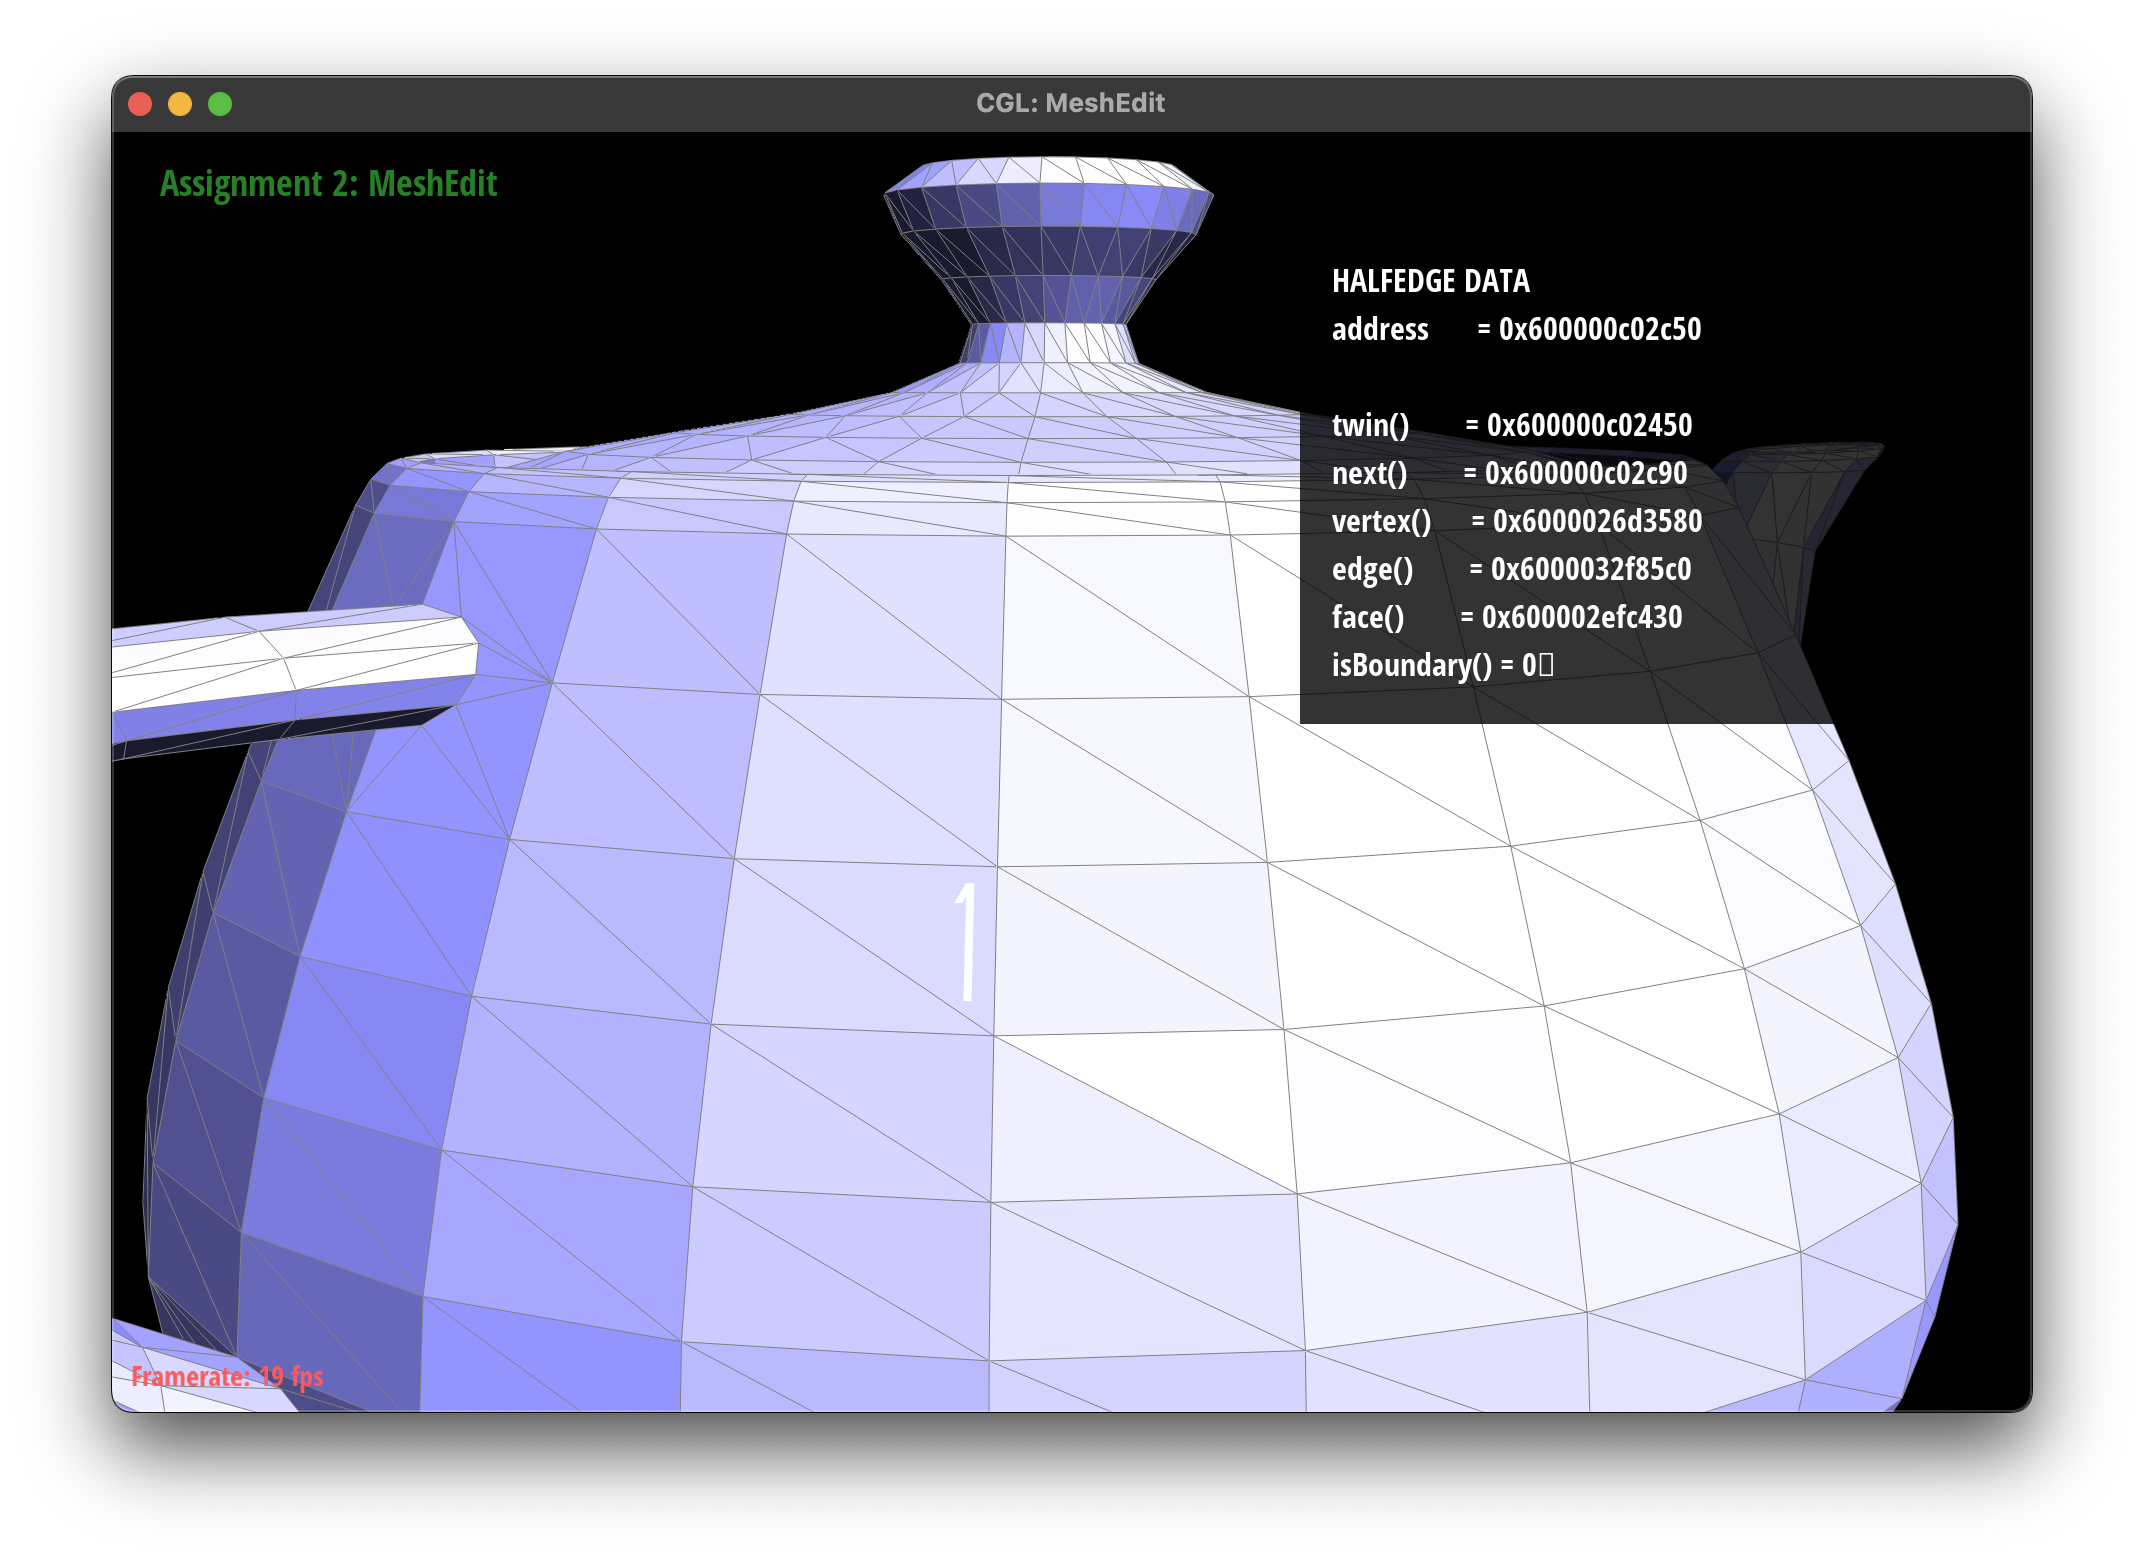 CGL: MeshEdit
Assignment 2: MeshEdit
HALFEDGE DATA
address = 0x600000c02c50
twin() = 0x600000c02450
next() = 0x600000c02c90
vertex() = 0x6000026d3580
edge() = 0x6000032f85c0
face() = 0x600002efc430
isBoundary() = 0
Framerate: 19 fps